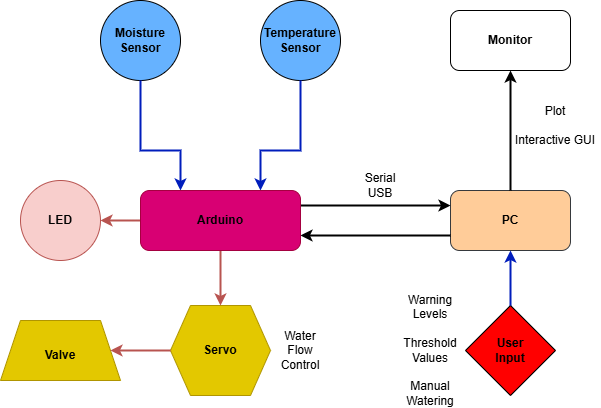 Moisture
Sensor
Temperature
Sensor
Monitor
Plot
Interactive GUI
Serial
USB
LED
Arduino
PC
Warning
Levels
Threshold
Values
Manual
Watering
User
Input
Water
Flow
Control
Servo
Valve